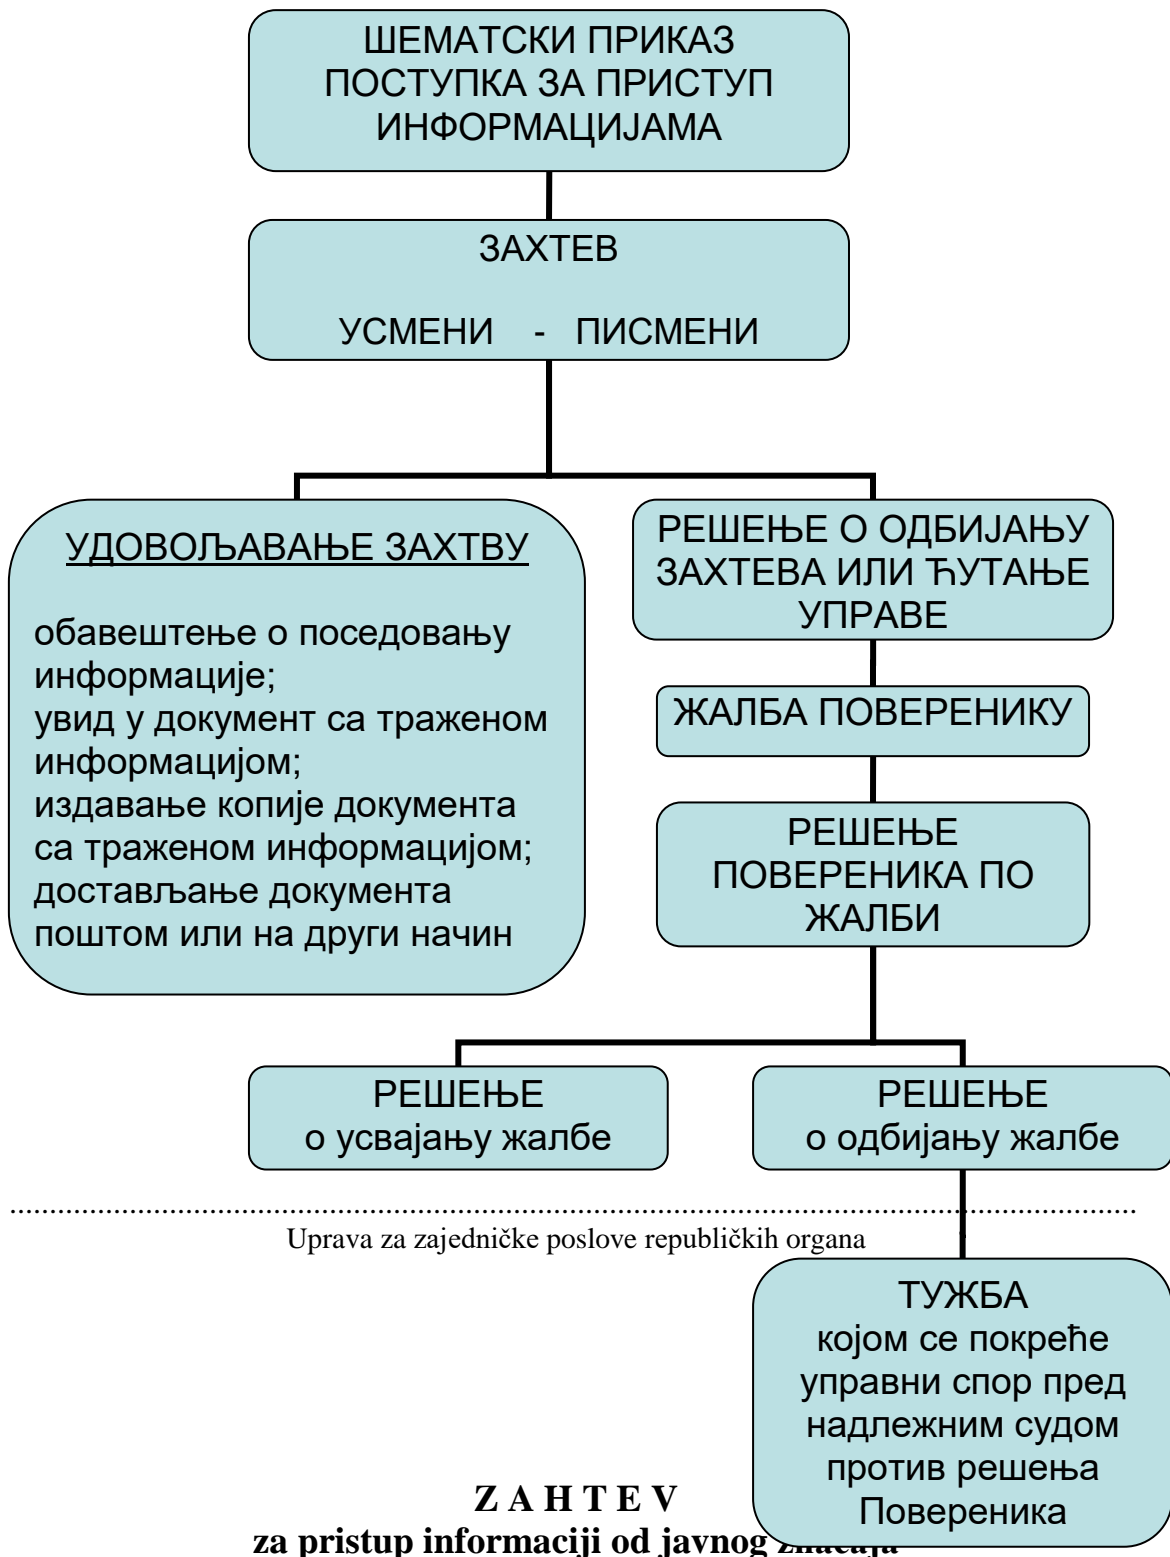 ШЕМАТСКИ ПРИКАЗ
ПОСТУПКА ЗА ПРИСТУП
ИНФОРМАЦИЈАМА
ЗАХТЕВ
УСМЕНИ - ПИСМЕНИ
УДОВОЉАВАЊЕ ЗАХТВУ
обавештење о поседовању
информације;
увид у документ са траженом
информацијом;
издавање копије документа
са траженом информацијом;
достављање документа
поштом или на други начин
РЕШЕЊЕ О ОДБИЈАЊУ
ЗАХТЕВА ИЛИ ЋУТАЊЕ
УПРАВЕ
ЖАЛБА ПОВЕРЕНИКУ
РЕШЕЊЕ
ПОВЕРЕНИКА ПО
ЖАЛБИ
РЕШЕЊЕ
о усвајању жалбе
РЕШЕЊЕ
о одбијању жалбе
Uprava za zajedničke poslove republičkih organa
ТУЖБА
којом се покреће
управни спор пред
надлежним судом
против решења
Повереника
Z A H T E V
za pristup informaciji od javnog